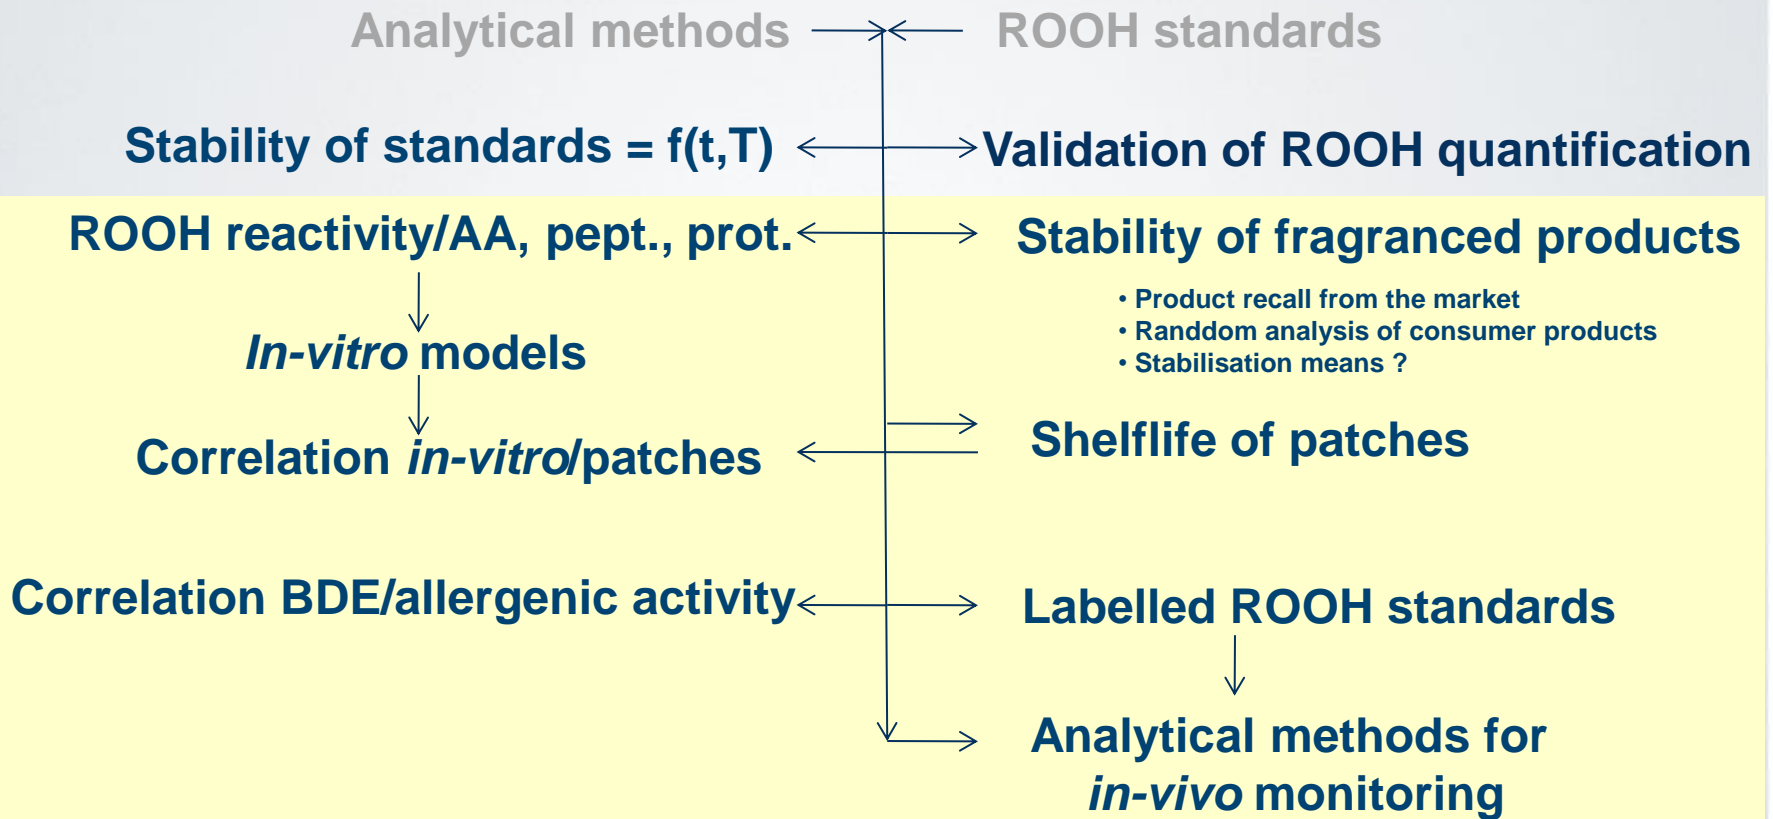 Analytical methods ROOH standards
Stability of standards = f(t,T) Validation of ROOH quantification
ROOH reactivity/AA, pept., prot. Stability of fragranced products
• Product recall from the market
• Randdom analysis of consumer products
• Stabilisation means ?
In-vitro models
Correlation in-vitro/patches Shelflife of patches
Correlation BDE/allergenic activity Labelled ROOH standards
Analytical methods for
in-vivo monitoring